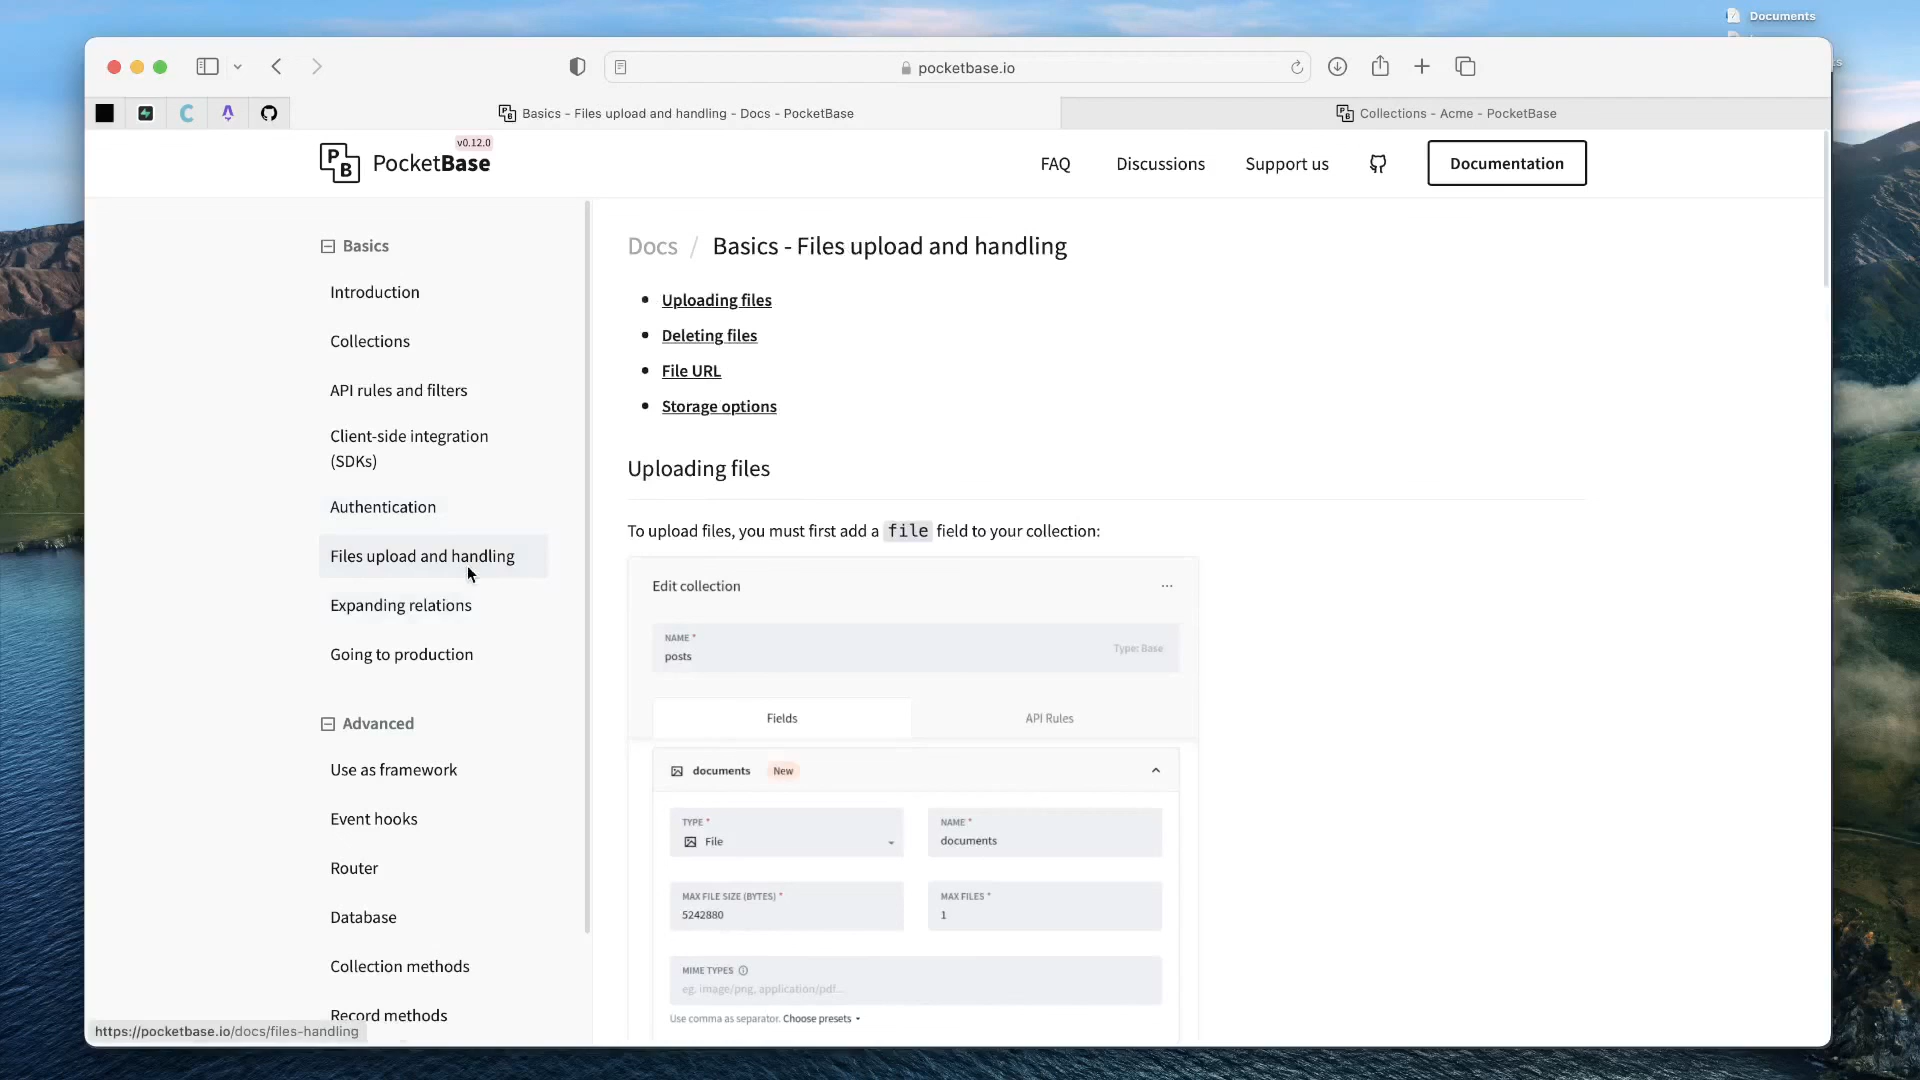 Documents
pocketbase.io
Basics - Files upload and handling - Docs - PocketBase
Collections - Acme - PocketBase
PocketBase
v0.12.0
FAQ
Discussions
Support us
Documentation
Basics
Introduction
Collections
API rules and filters
Client-side integration
(SDKs)
Authentication
Files upload and handling
Expanding relations
Going to production
Advanced
Use as framework
Event hooks
Router
Database
Collection methods
Record methods
https://pocketbase.io/docs/files-handling
Docs / Basics - Files upload and handling
Uploading files
Deleting files
File URL
Storage options
Uploading files
To upload files, you must first add a file field to your collection:
Edit collection
NAME *
posts
Type: Base
Fields
API Rules
documents New
TYPE *
File
NAME *
documents
MAX FILE SIZE (BYTES) *
5242880
MAX FILES *
1
MIME TYPES
eg. image/png, application/pdf...
Use comma as separator. Choose presets